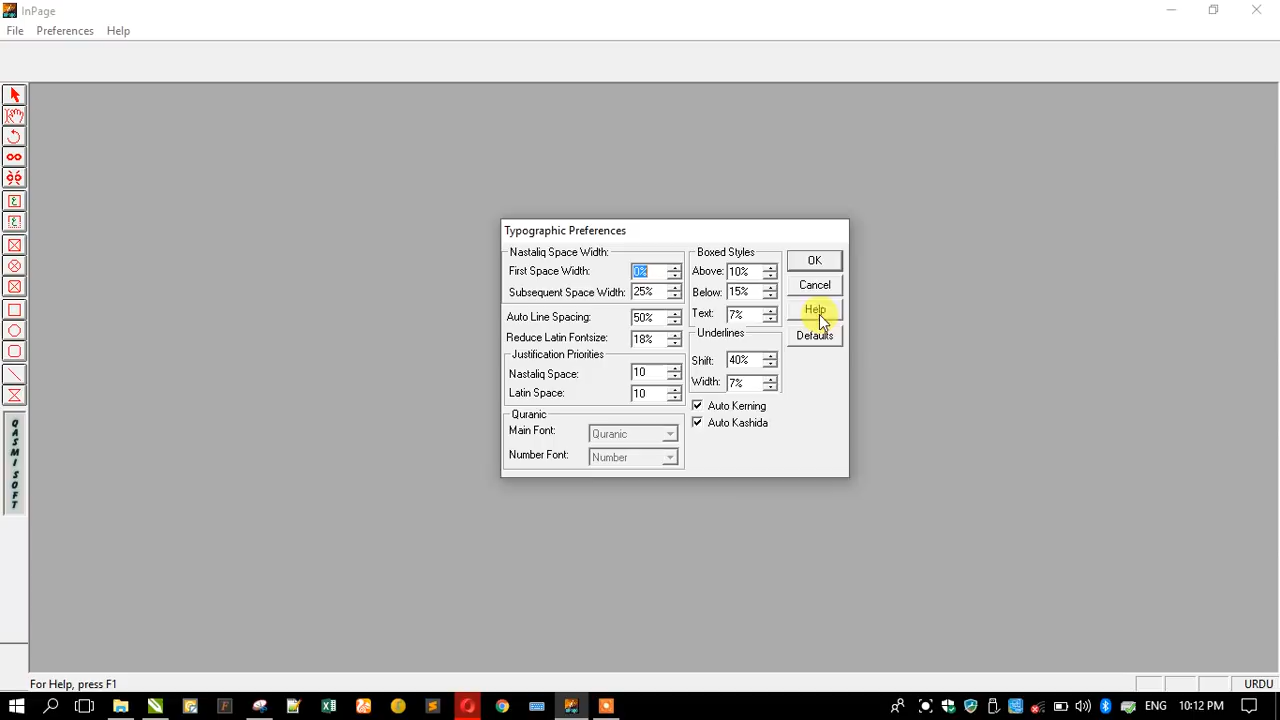 InPage
File Preferences Help
Typographic Preferences
Nastaliq Space Width:
First Space Width: 0%
Subsequent Space Width: 25%
Auto Line Spacing: 50%
Reduce Latin Fontsize: 18%
Justification Priorities
Nastaliq Space: 10
Latin Space: 10
Quranic
Main Font: Quranic
Number Font: Number
Boxed Styles
Above: 10%
Below: 15%
Text: 7%
Underlines
Shift: 40%
Width: 7%
Auto Kerning
Auto Kashida
OK
Cancel
Help
Defaults
QASMI SOFT
For Help, press F1
URDU
ENG 10:12 PM